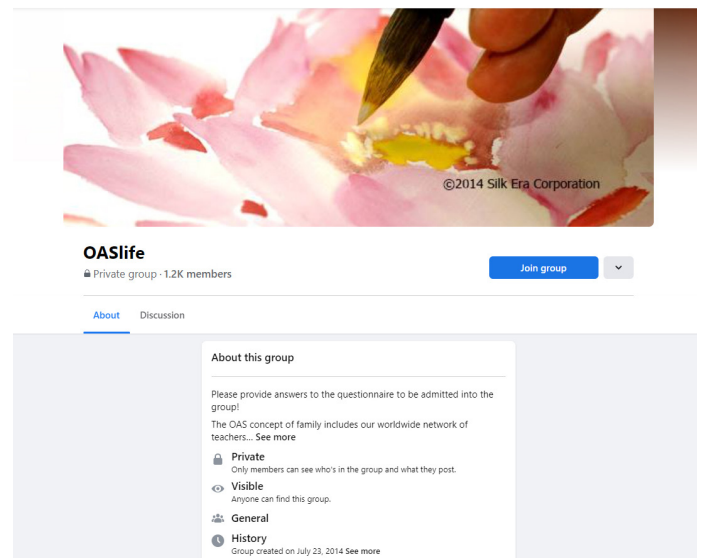 ©2014 Silk Era Corporation
OASlife
Private group · 1.2K members
Join group
About
Discussion
About this group
Please provide answers to the questionnaire to be admitted into the
group!
The OAS concept of family includes our worldwide network of
teachers... See more
Private
Only members can see who's in the group and what they post.
Visible
Anyone can find this group.
General
History
Group created on July 23, 2014 See more